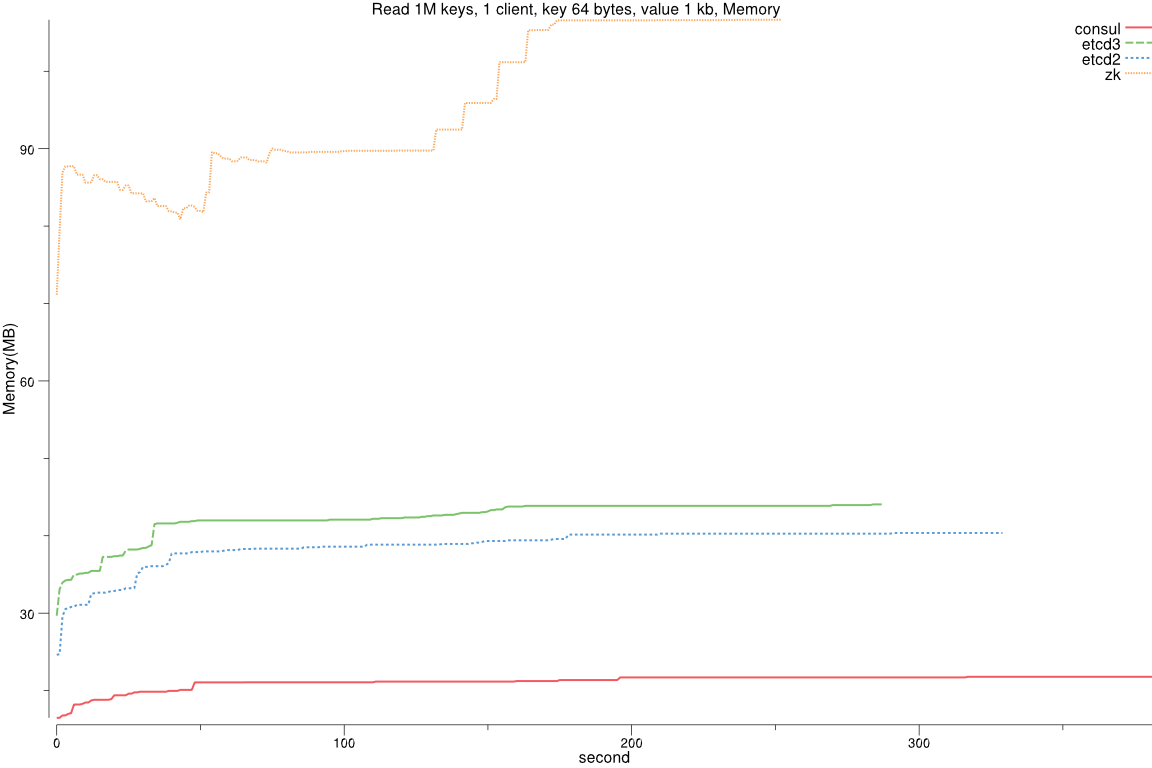 Read 1M keys, 1 client, key 64 bytes, value 1 kb, Memory
consul
etcd3
etcd2
zk
90
60
30
Memory(MB)
0 100 200 300
second